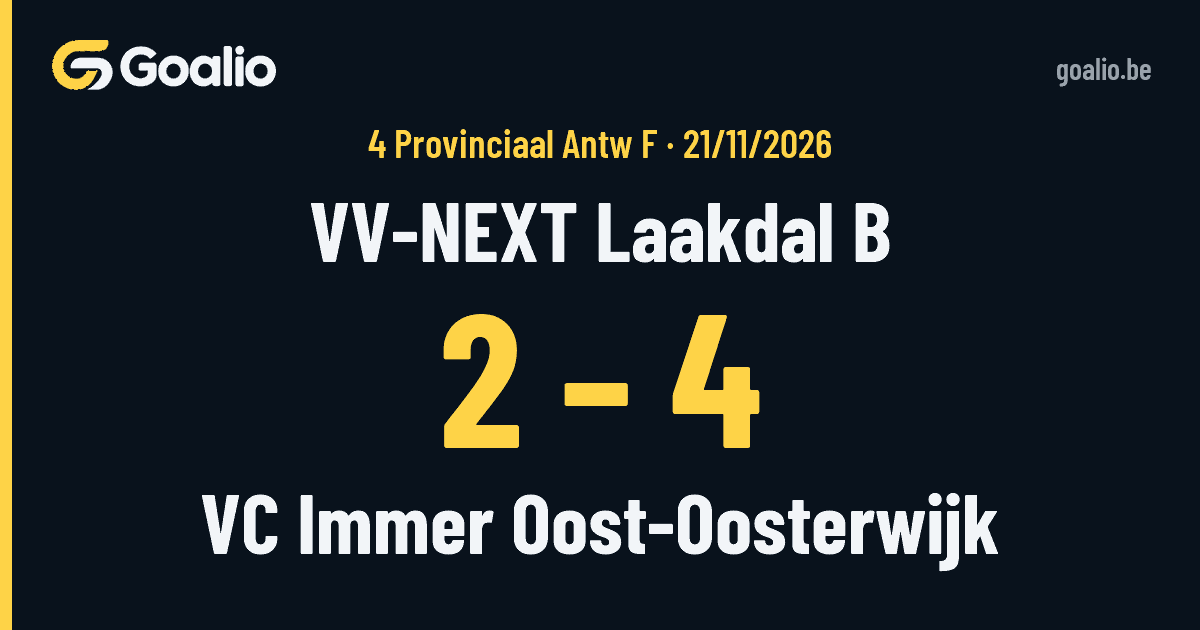 Goalio
goalio.be
4 Provinciaal Antw F · 21/11/2026
VV-NEXT Laakdal B
2 - 4
VC Immer Oost-Oosterwijk